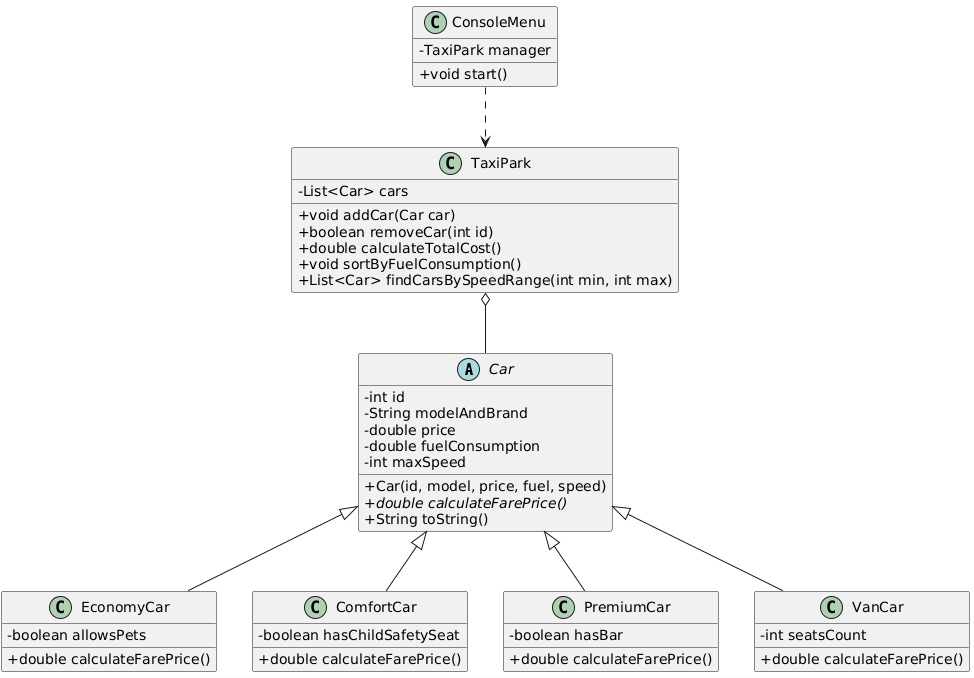 C ConsoleMenu
-TaxiPark manager
+void start()
C TaxiPark
-List<Car> cars
+void addCar(Car car)
+boolean removeCar(int id)
+double calculateTotalCost()
+void sortByFuelConsumption()
+List<Car> findCarsBySpeedRange(int min, int max)
A Car
-int id
-String modelAndBrand
-double price
-double fuelConsumption
-int maxSpeed
+Car(id, model, price, fuel, speed)
+double calculateFarePrice()
+String toString()
C EconomyCar
-boolean allowsPets
+double calculateFarePrice()
C ComfortCar
-boolean hasChildSafetySeat
+double calculateFarePrice()
C PremiumCar
-boolean hasBar
+double calculateFarePrice()
C VanCar
-int seatsCount
+double calculateFarePrice()